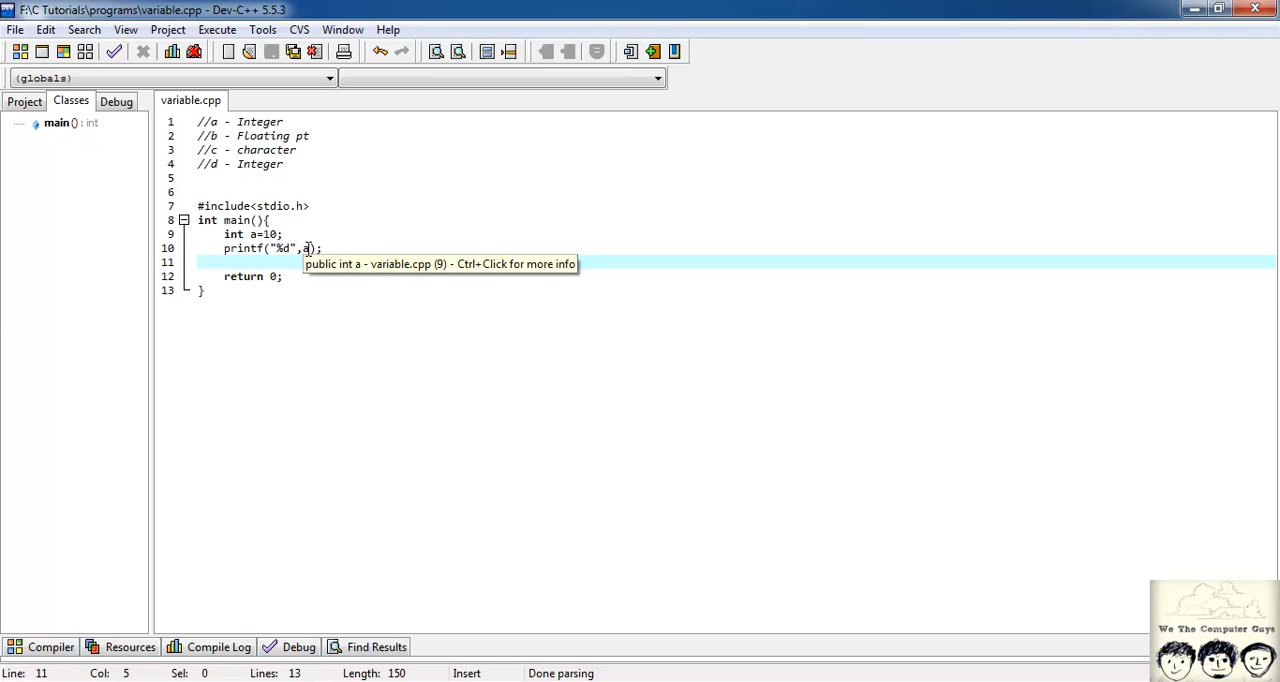 F:\C Tutorials\programs\variable.cpp - Dev-C++ 5.5.3
File Edit Search View Project Execute Tools CVS Window Help
(globals)
Project Classes Debug
variable.cpp
main () : int
1 //a - Integer
2 //b - Floating pt
3 //c - character
4 //d - Integer
5
6
7 #include<stdio.h>
8 int main(){
9 int a=10;
10 printf("%d",a);
11
public int a - variable.cpp (9) - Ctrl+Click for more info
12 return 0;
13 }
We The Computer Guys
Compiler Resources Compile Log Debug Find Results
Line: 11 Col: 5 Sel: 0 Lines: 13 Length: 150 Insert Done parsing